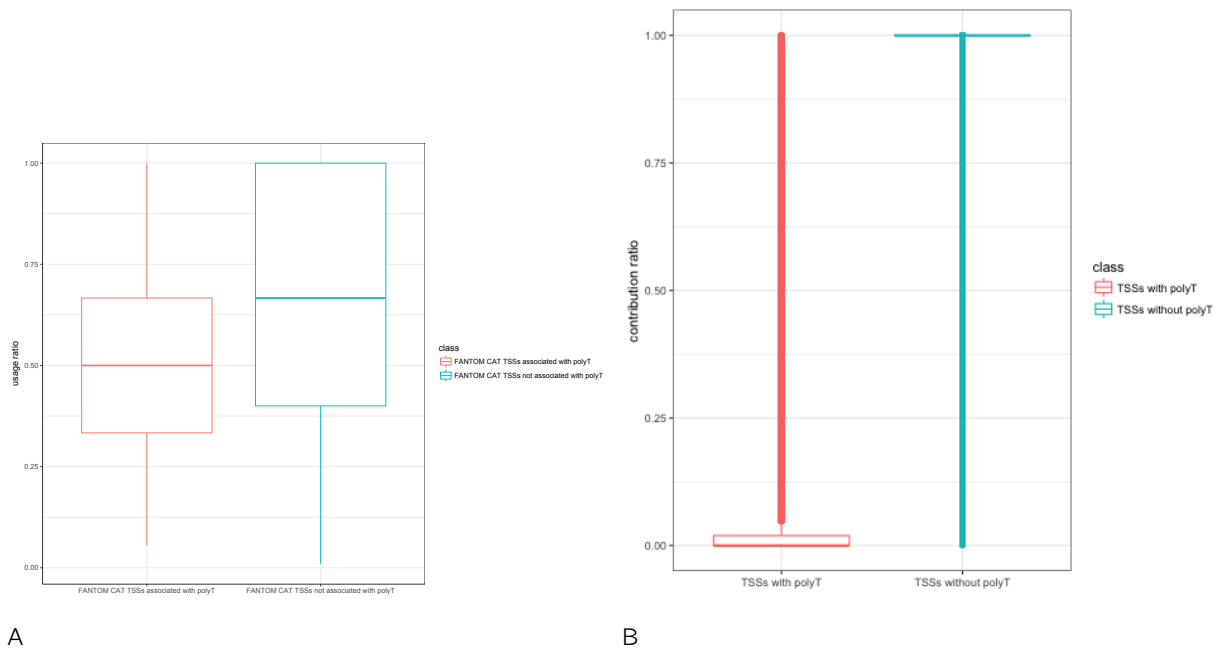 usage ratio
1.00
0.75
0.50
0.25
0.00
FANTOM CAT TSSs associated with polyT
FANTOM CAT TSSs not associated with polyT
class
FANTOM CAT TSSs associated with polyT
FANTOM CAT TSSs not associated with polyT
A
contribution ratio
1.00
0.75
0.50
0.25
0.00
TSSs with polyT
TSSs without polyT
class
TSSs with polyT
TSSs without polyT
B